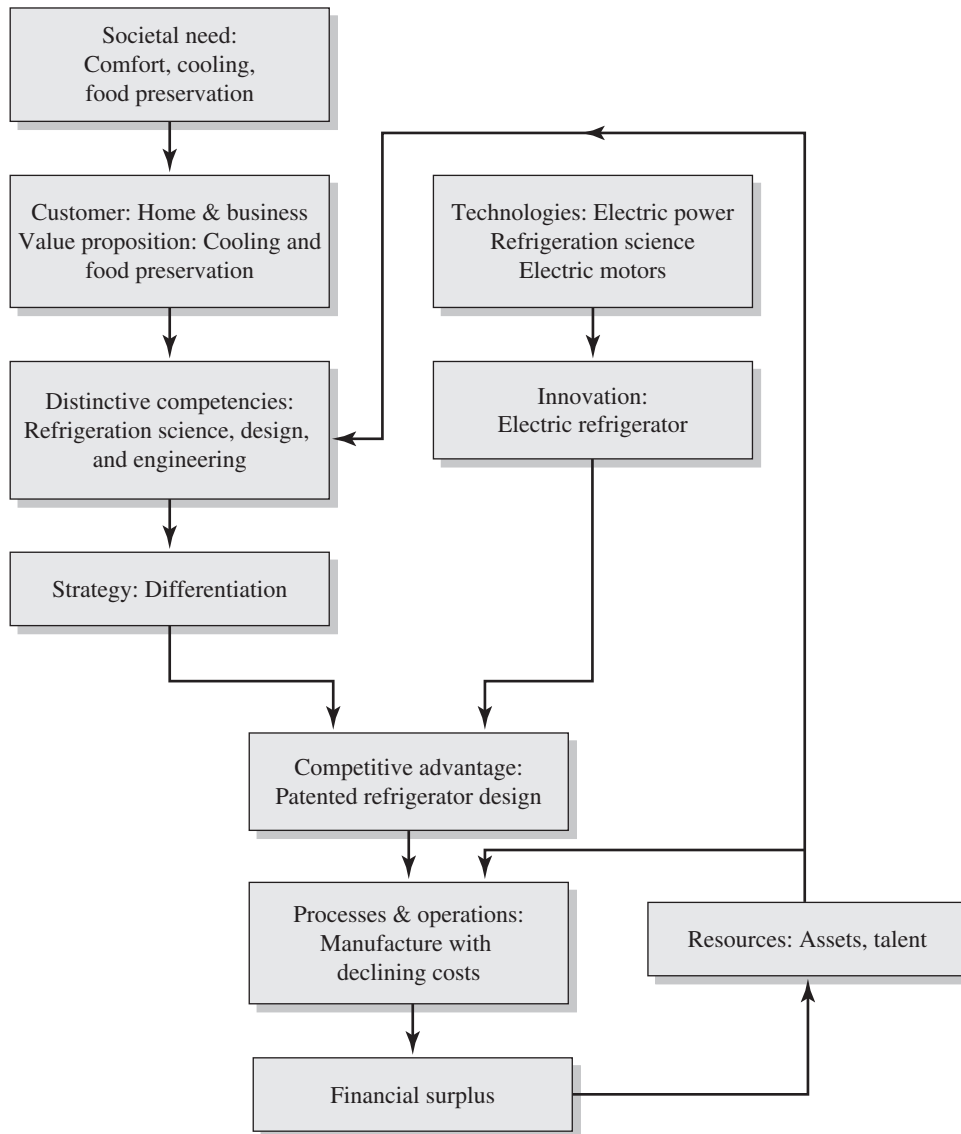 Societal need:
Comfort, cooling,
food preservation
Customer: Home & business
Value proposition: Cooling and
food preservation
Technologies: Electric power
Refrigeration science
Electric motors
Distinctive competencies:
Refrigeration science, design,
and engineering
Innovation:
Electric refrigerator
Strategy: Differentiation
Competitive advantage:
Patented refrigerator design
Processes & operations:
Manufacture with
declining costs
Resources: Assets, talent
Financial surplus